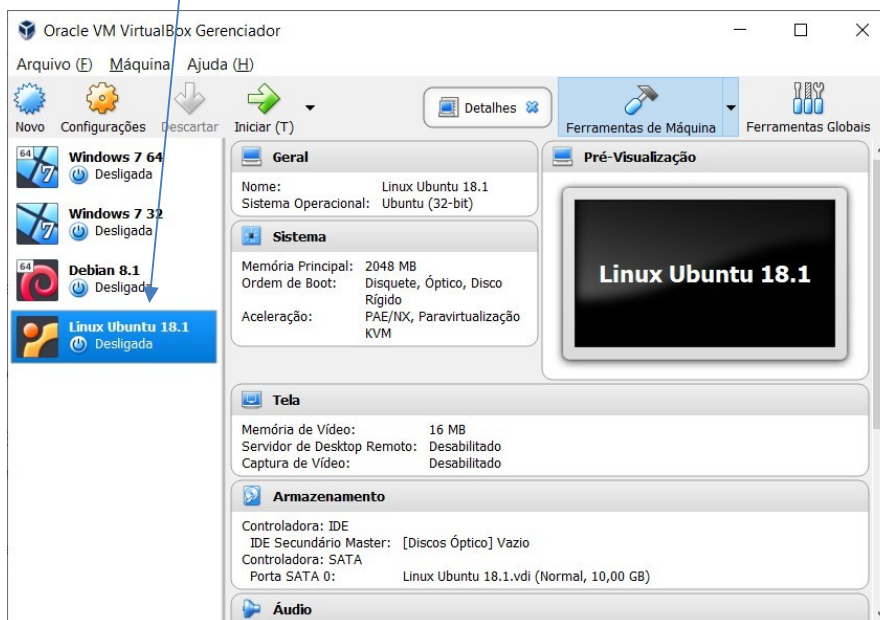 Oracle VM VirtualBox Gerenciador
Arquivo (F) Máquina Ajuda (H)
Novo Configurações Descartar Iniciar (T) Detalhes Ferramentas de Máquina Ferramentas Globais
64 Windows 7 64
Desligada
Windows 7 32
Desligada
64 Debian 8.1
Desligada
Linux Ubuntu 18.1
Desligada
Geral
Nome: Linux Ubuntu 18.1
Sistema Operacional: Ubuntu (32-bit)
Sistema
Memória Principal: 2048 MB
Ordem de Boot: Disquete, Óptico, Disco
Rígido
Aceleração: PAE/NX, Paravirtualização
KVM
Pré-Visualização
Linux Ubuntu 18.1
Tela
Memória de Vídeo: 16 MB
Servidor de Desktop Remoto: Desabilitado
Captura de Vídeo: Desabilitado
Armazenamento
Controladora: IDE
IDE Secundário Master: [Discos Óptico] Vazio
Controladora: SATA
Porta SATA 0: Linux Ubuntu 18.1.vdi (Normal, 10,00 GB)
Áudio